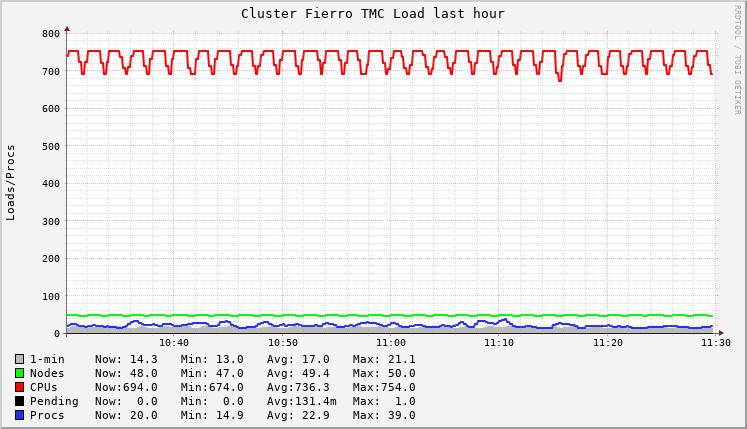 Cluster Fierro TMC Load last hour
RRDTOOL / TOBI OETIKER
Loads/Procs
800
700
600
500
400
300
200
100
0
10:40 10:50 11:00 11:10 11:20 11:30
1-min Now: 14.3 Min: 13.0 Avg: 17.0 Max: 21.1
Nodes Now: 48.0 Min: 47.0 Avg: 49.4 Max: 50.0
CPUs Now:694.0 Min:674.0 Avg:736.3 Max:754.0
Pending Now: 0.0 Min: 0.0 Avg:131.4m Max: 1.0
Procs Now: 20.0 Min: 14.9 Avg: 22.9 Max: 39.0